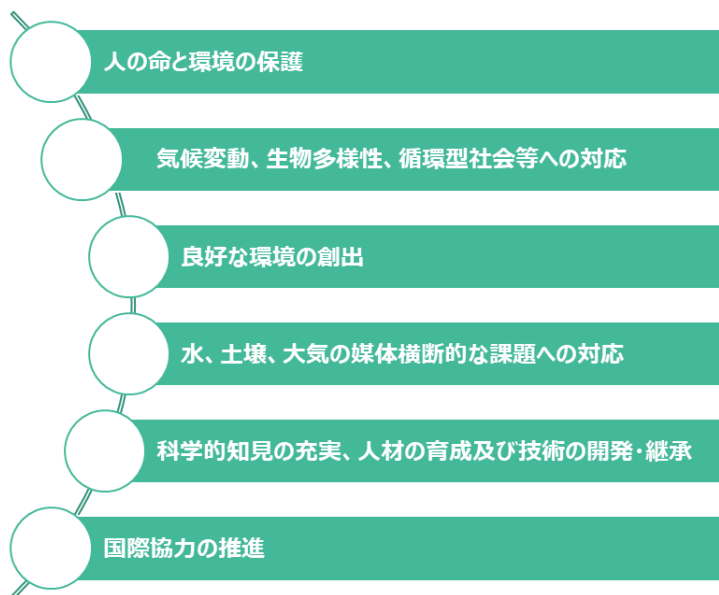 人の命と環境の保護
気候変動、生物多様性、循環型社会等への対応
良好な環境の創出
水、土壌、大気の媒体横断的な課題への対応
科学的知見の充実、人材の育成及び技術の開発・継承
国際協力の推進